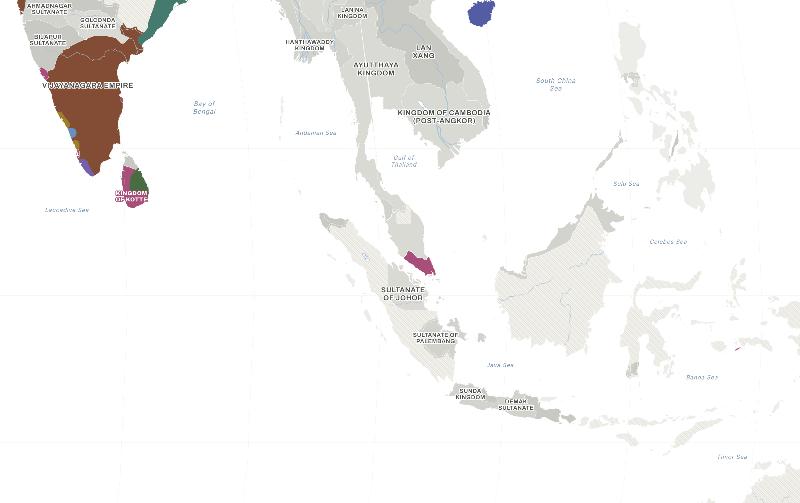 AHMADNAGAR
SULTANATE
GOLCONDA
SULTANATE
BIJAPUR
SULTANATE
VIJAYANAGARA EMPIRE
Bay of
Bengal
LAN NA
KINGDOM
HANTHAWADDY
KINGDOM
LAN
XANG
AYUTTHAYA
KINGDOM
KINGDOM OF CAMBODIA
(POST-ANGKOR)
South China
Sea
Andaman Sea
Gulf of
Thailand
KINGDOM
OF KOTTE
Laccadive Sea
Sulu Sea
Celebes Sea
SULTANATE
OF JOHOR
SULTANATE OF
PALEMBANG
Java Sea
Banda Sea
SUNDA
KINGDOM
DEMAK
SULTANATE
Timor Sea